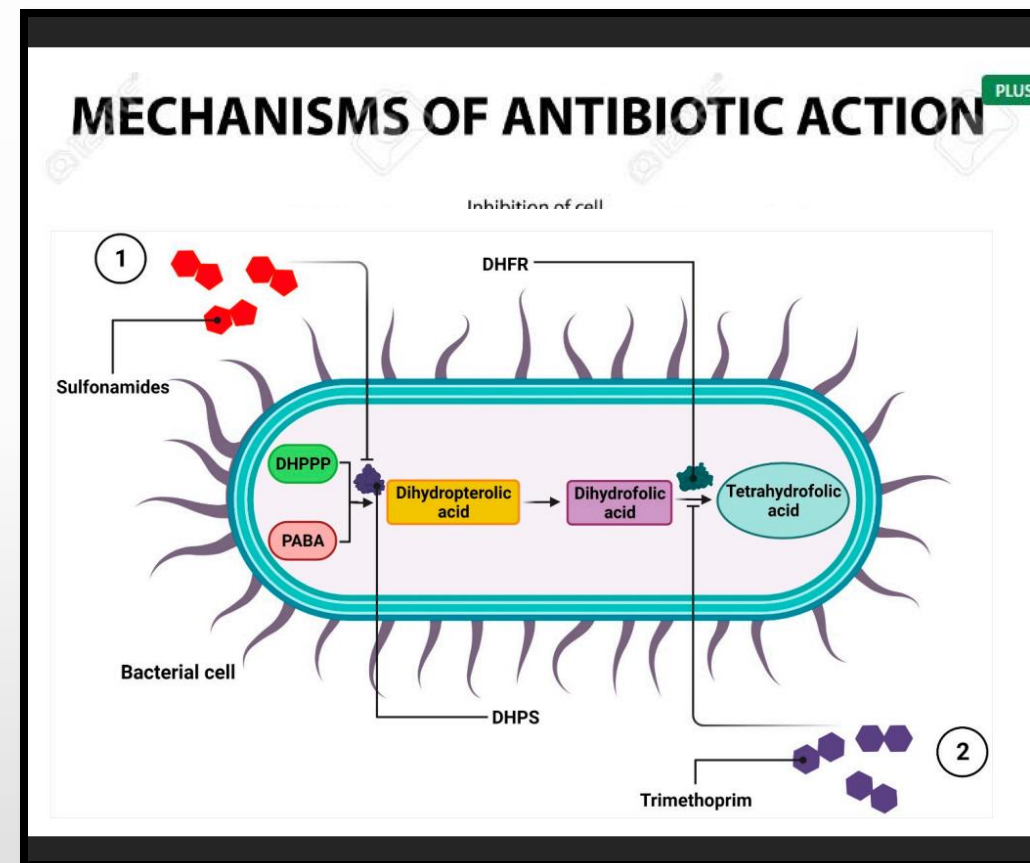 PLUS
MECHANISMS OF ANTIBIOTIC ACTION
Inhibition of cell
1
DHFR
Sulfonamides
DHPPP
Dihydropterolic
acid
Dihydrofolic
acid
Tetrahydrofolic
acid
PABA
Bacterial cell
DHPS
2
Trimethoprim